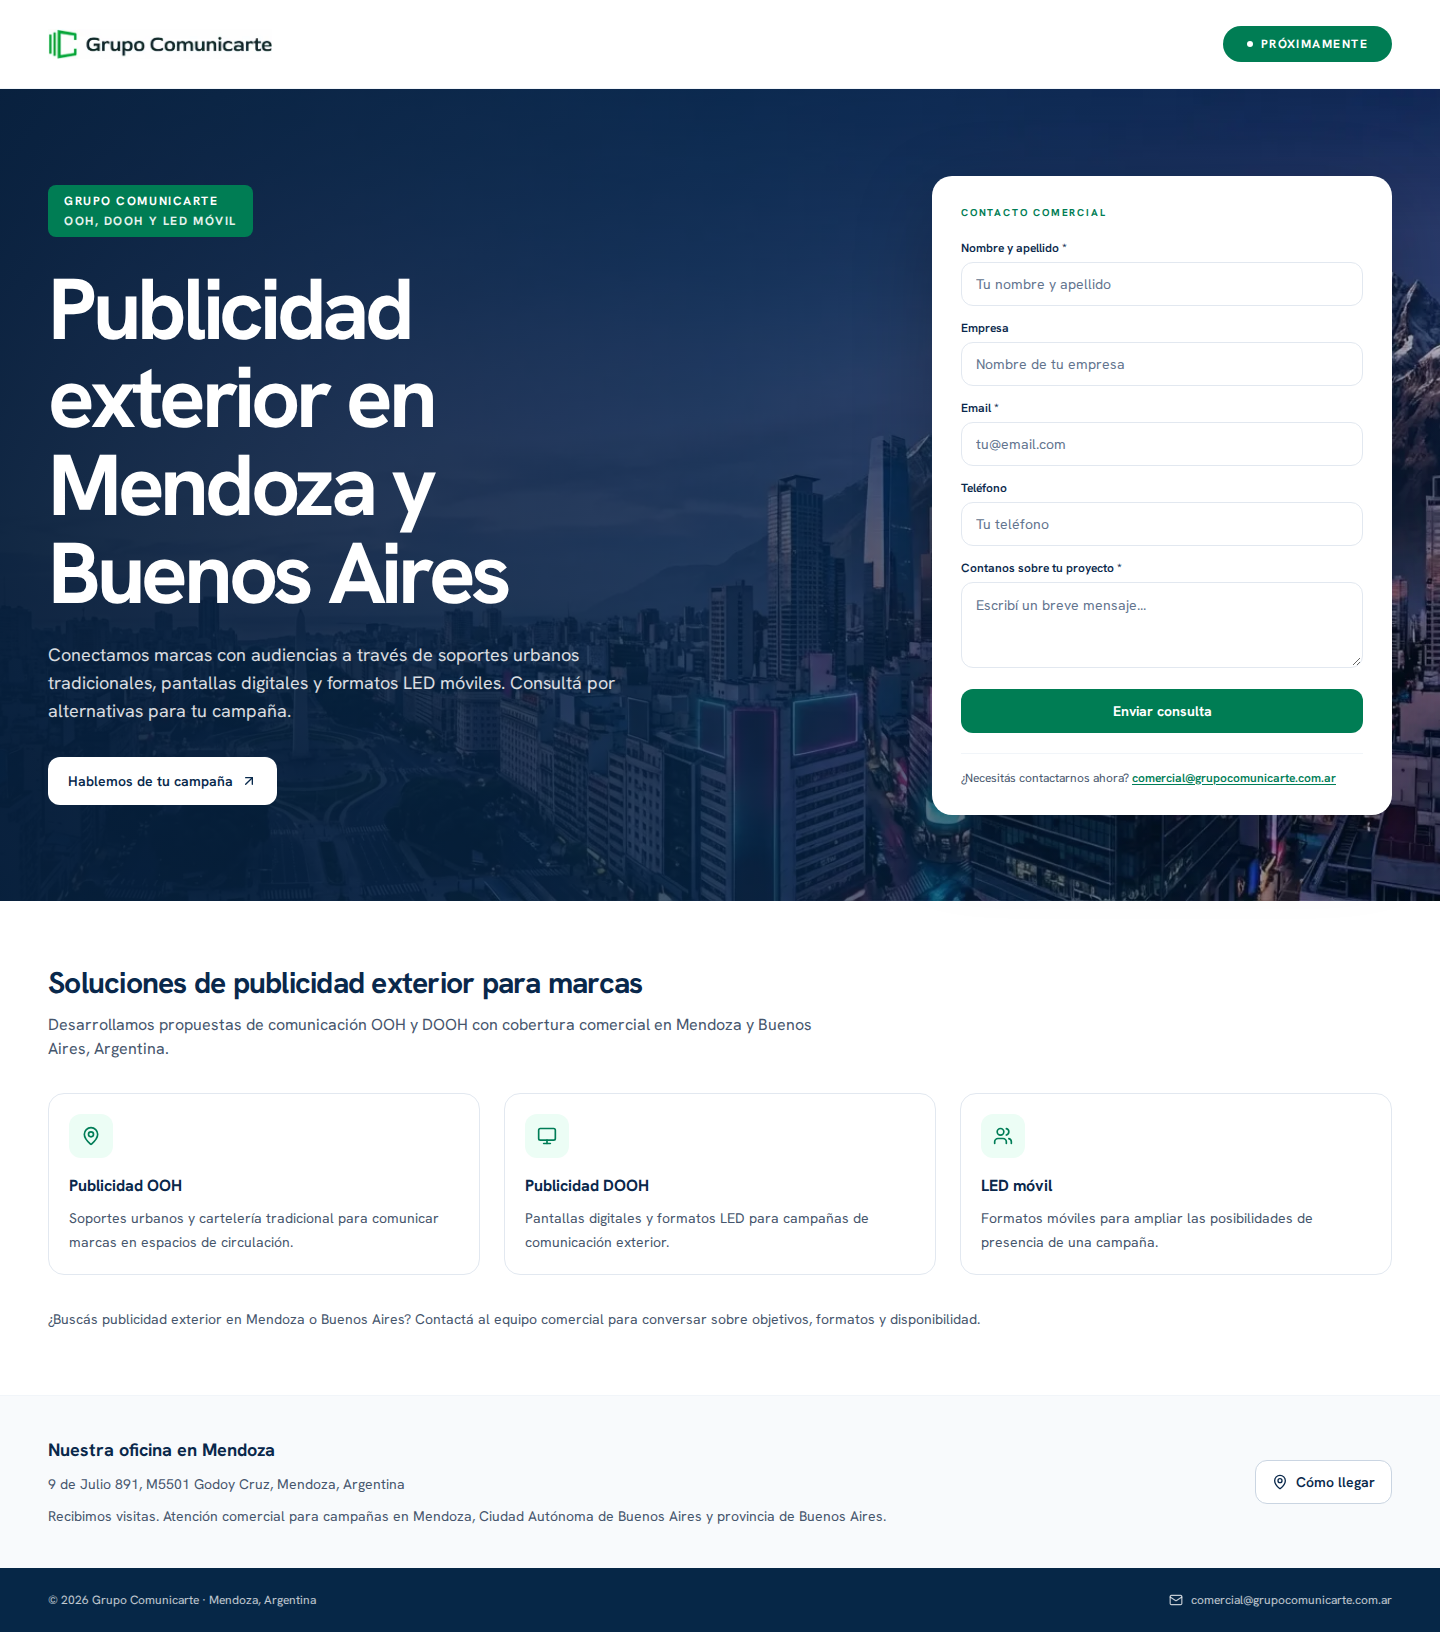 Grupo Comunicarte
PRÓXIMAMENTE
GRUPO COMUNICARTE
OOH, DOOH Y LED MÓVIL
Publicidad
exterior en
Mendoza y
Buenos Aires
Conectamos marcas con audiencias a través de soportes urbanos
tradicionales, pantallas digitales y formatos LED móviles. Consultá por
alternativas para tu campaña.
Hablemos de tu campaña
CONTACTO COMERCIAL
Nombre y apellido *
Tu nombre y apellido
Empresa
Nombre de tu empresa
Email *
tu@email.com
Teléfono
Tu teléfono
Contanos sobre tu proyecto *
Escribí un breve mensaje...
Enviar consulta
¿Necesitás contactarnos ahora? comercial@grupocomunicarte.com.ar
Soluciones de publicidad exterior para marcas
Desarrollamos propuestas de comunicación OOH y DOOH con cobertura comercial en Mendoza y Buenos
Aires, Argentina.
Publicidad OOH
Soportes urbanos y cartelería tradicional para comunicar
marcas en espacios de circulación.
Publicidad DOOH
Pantallas digitales y formatos LED para campañas de
comunicación exterior.
LED móvil
Formatos móviles para ampliar las posibilidades de
presencia de una campaña.
¿Buscás publicidad exterior en Mendoza o Buenos Aires? Contactá al equipo comercial para conversar sobre objetivos, formatos y disponibilidad.
Nuestra oficina en Mendoza
9 de Julio 891, M5501 Godoy Cruz, Mendoza, Argentina
Recibimos visitas. Atención comercial para campañas en Mendoza, Ciudad Autónoma de Buenos Aires y provincia de Buenos Aires.
Cómo llegar
© 2026 Grupo Comunicarte · Mendoza, Argentina
comercial@grupocomunicarte.com.ar